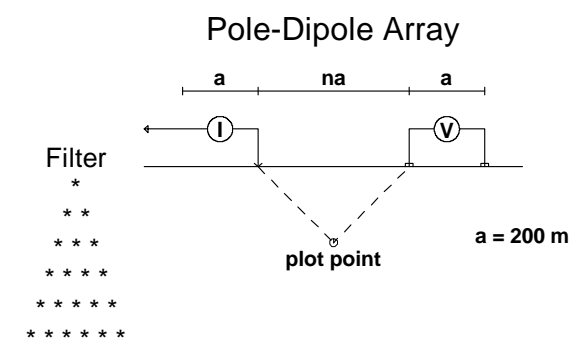 Pole-Dipole Array
a na a
I V
Filter
*
* *
* * *
* * * *
* * * * *
* * * * * *
plot point
a = 200 m